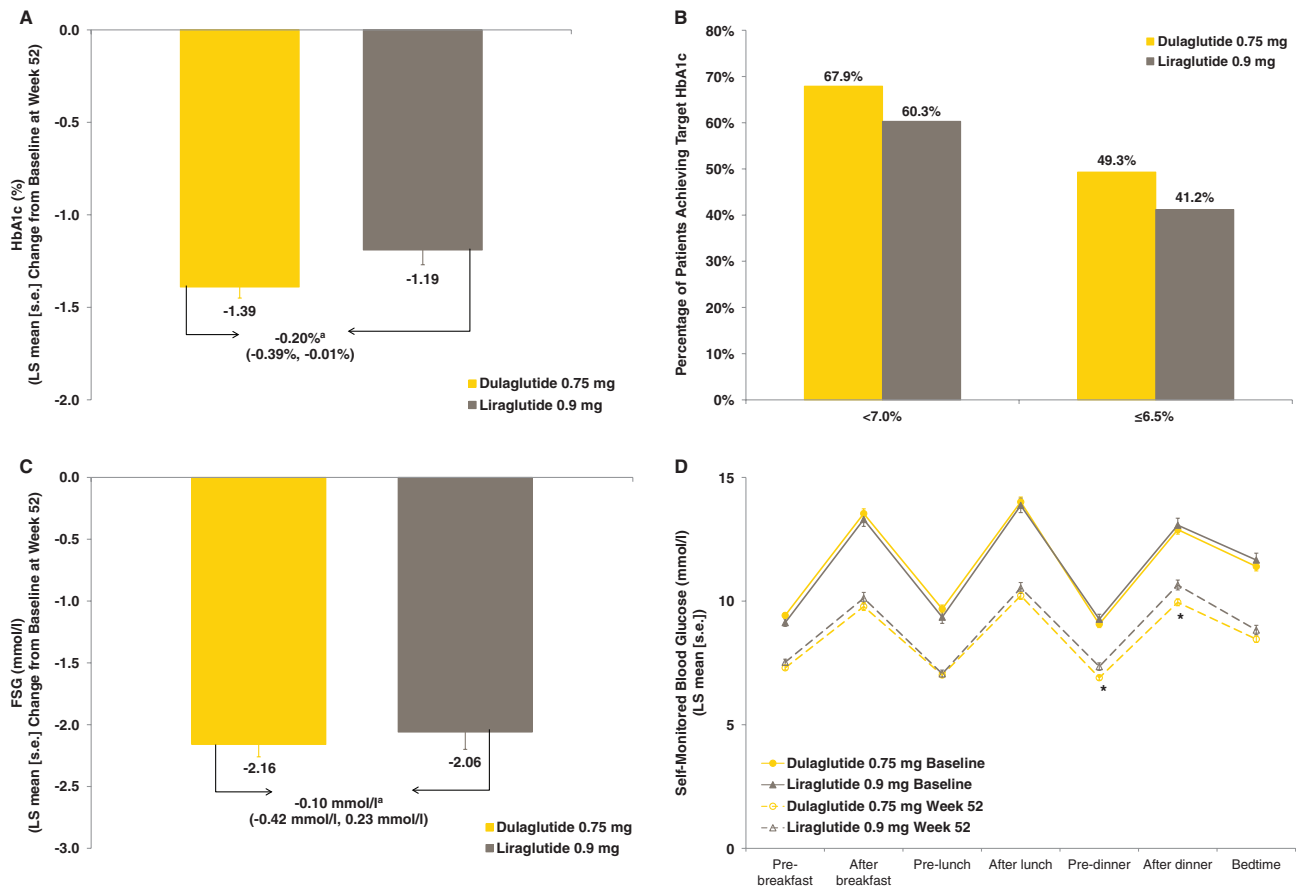 A
HbA1c (%)
(LS mean [s.e.] Change from Baseline at Week 52)
0.0
-0.5
-1.0
-1.5
-2.0
-1.39
-1.19
-0.20%ᵃ
(-0.39%, -0.01%)
Dulaglutide 0.75 mg
Liraglutide 0.9 mg
B
Percentage of Patients Achieving Target HbA1c
80%
70%
60%
50%
40%
30%
20%
10%
0%
67.9%
60.3%
49.3%
41.2%
<7.0%
≤6.5%
Dulaglutide 0.75 mg
Liraglutide 0.9 mg
C
FSG (mmol/l)
(LS mean [s.e.] Change from Baseline at Week 52)
0.0
-0.5
-1.0
-1.5
-2.0
-2.5
-3.0
-2.16
-2.06
-0.10 mmol/lᵃ
(-0.42 mmol/l, 0.23 mmol/l)
Dulaglutide 0.75 mg
Liraglutide 0.9 mg
D
Self-Monitored Blood Glucose (mmol/l)
(LS mean [s.e.])
15
10
5
0
*
*
Dulaglutide 0.75 mg Baseline
Liraglutide 0.9 mg Baseline
Dulaglutide 0.75 mg Week 52
Liraglutide 0.9 mg Week 52
Pre-
breakfast
After
breakfast
Pre-lunch
After lunch
Pre-dinner
After dinner
Bedtime